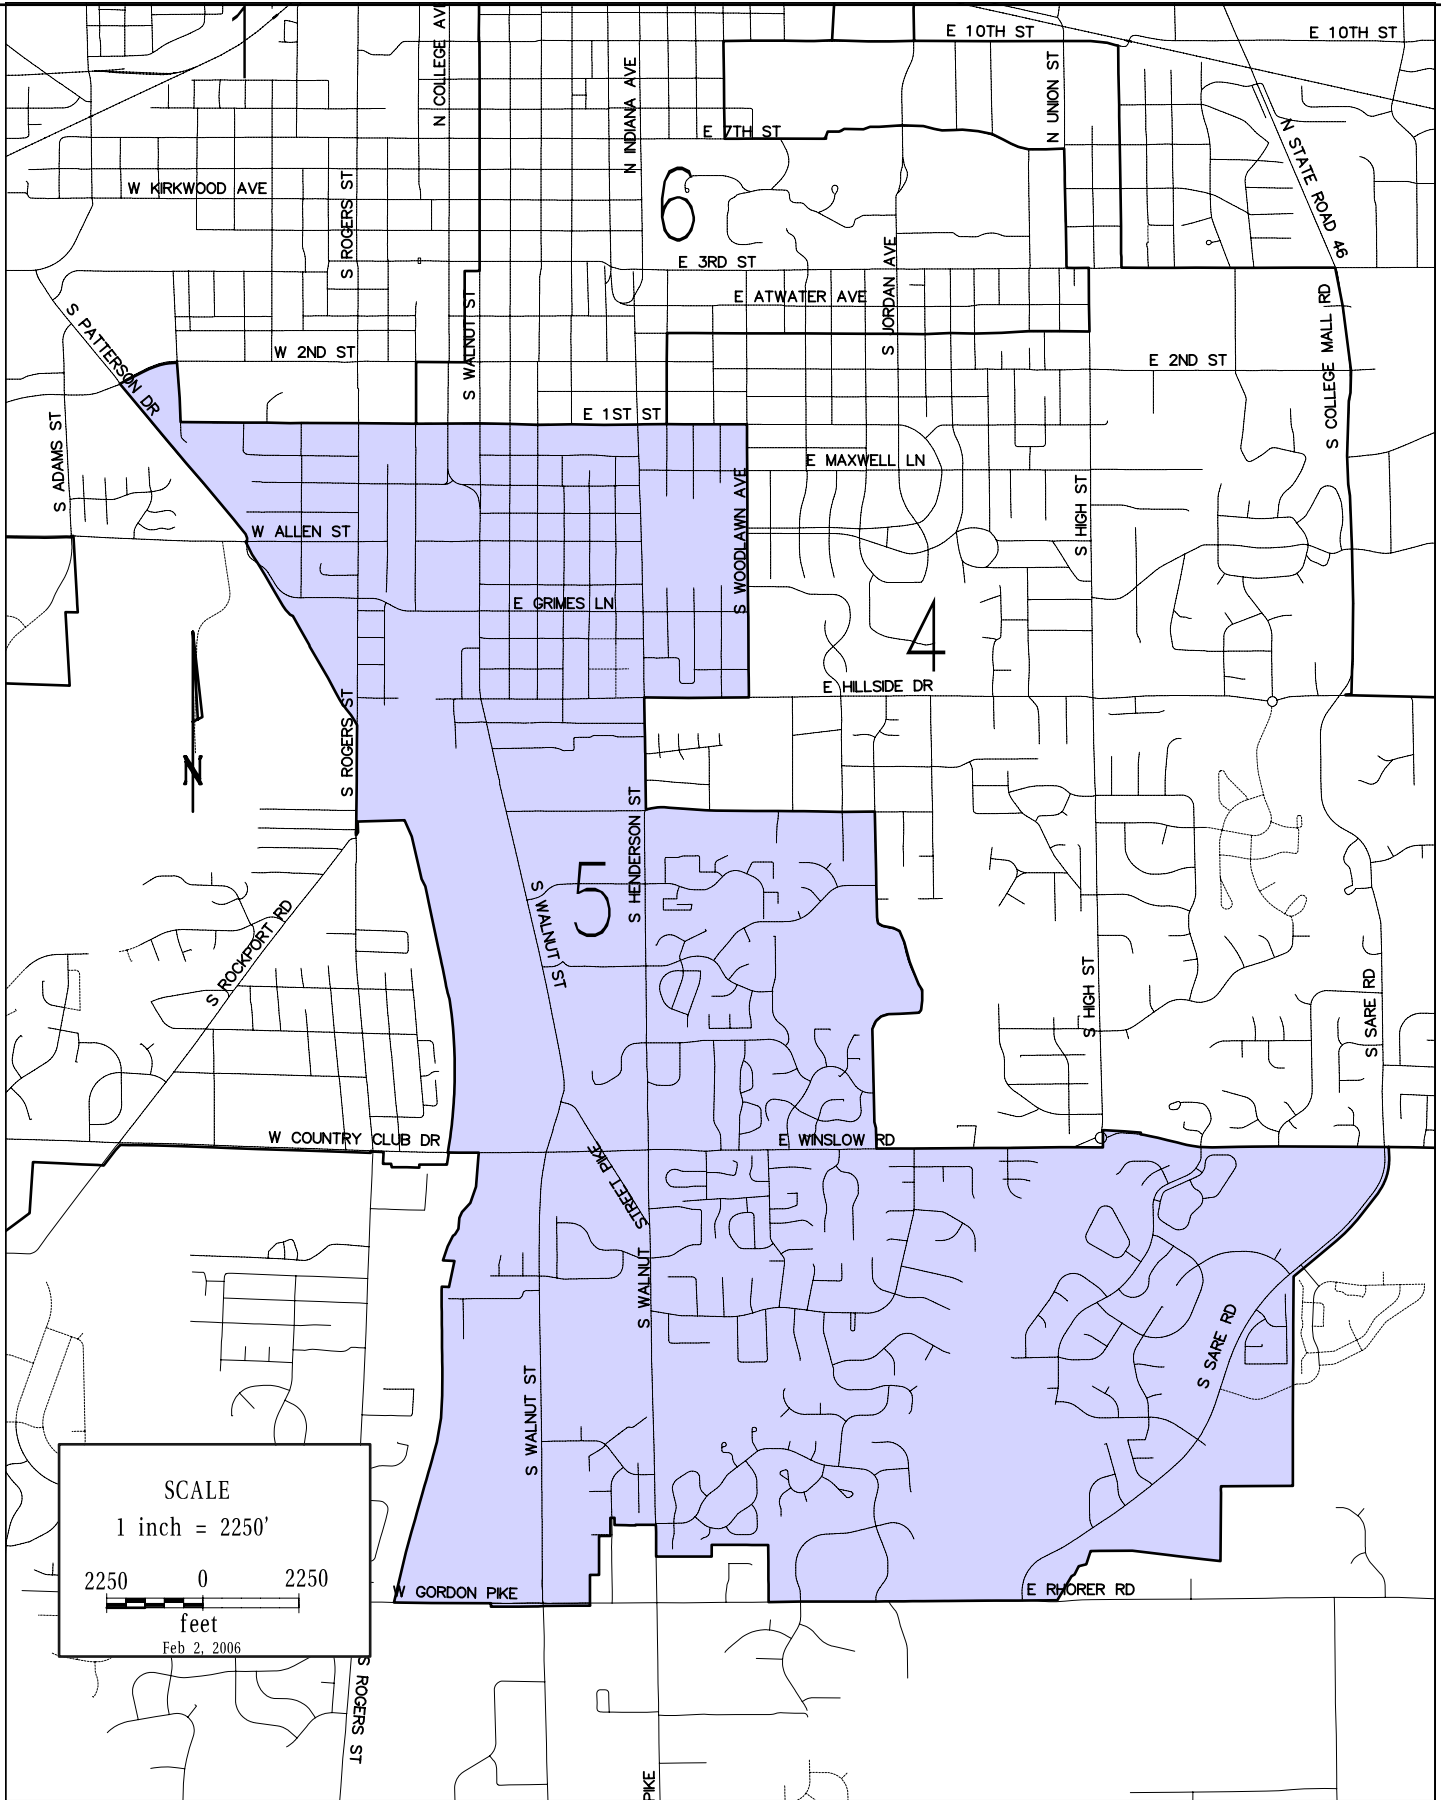 1
N COLLEGE AVE
E 10TH ST
E 10TH ST
N INDIANA AVE
N UNION ST
E 7TH ST
N STATE ROAD 46
W KIRKWOOD AVE
S ROGERS ST
6
E 3RD ST
S JORDAN AVE
E ATWATER AVE
S WALNUT ST
S COLLEGE MALL RD
S PATTERSON DR
W 2ND ST
E 2ND ST
E 1ST ST
S ADAMS ST
E MAXWELL LN
S WOODLAWN AVE
S HIGH ST
W ALLEN ST
E GRIMES LN
4
E HILLSIDE DR
S ROGERS ST
N
S HENDERSON ST
5
S WALNUT ST
S ROCKPORT RD
S HIGH ST
S SARE RD
W COUNTRY CLUB DR
E WINSLOW RD
STREET PIKE
S WALNUT
S SARE RD
S WALNUT ST
SCALE
1 inch = 2250'
2250 0 2250
feet
Feb 2, 2006
W GORDON PIKE
E RHORER RD
S ROGERS ST
PIKE